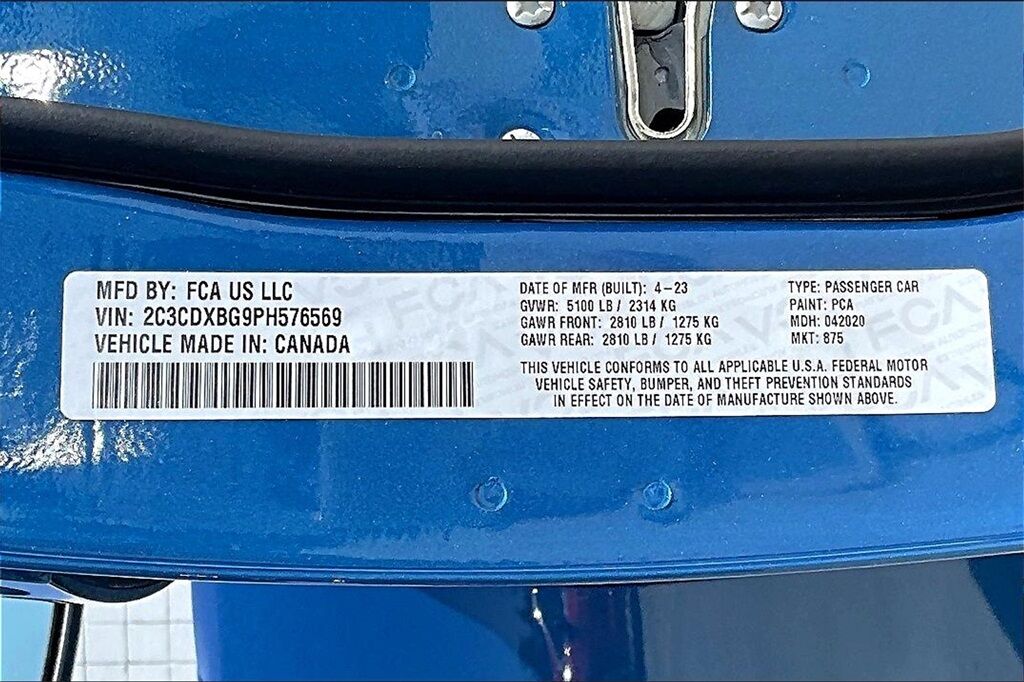 MFD BY: FCA US LLC
VIN: 2C3CDXBG9PH576569
VEHICLE MADE IN: CANADA
DATE OF MFR (BUILT): 4-23
GVWR: 5100 LB / 2314 KG
GAWR FRONT: 2810 LB / 1275 KG
GAWR REAR: 2810 LB / 1275 KG
TYPE: PASSENGER CAR
PAINT: PCA
MDH: 042020
MKT: 875
THIS VEHICLE CONFORMS TO ALL APPLICABLE U.S.A. FEDERAL MOTOR
VEHICLE SAFETY, BUMPER, AND THEFT PREVENTION STANDARDS
IN EFFECT ON THE DATE OF MANUFACTURE SHOWN ABOVE.